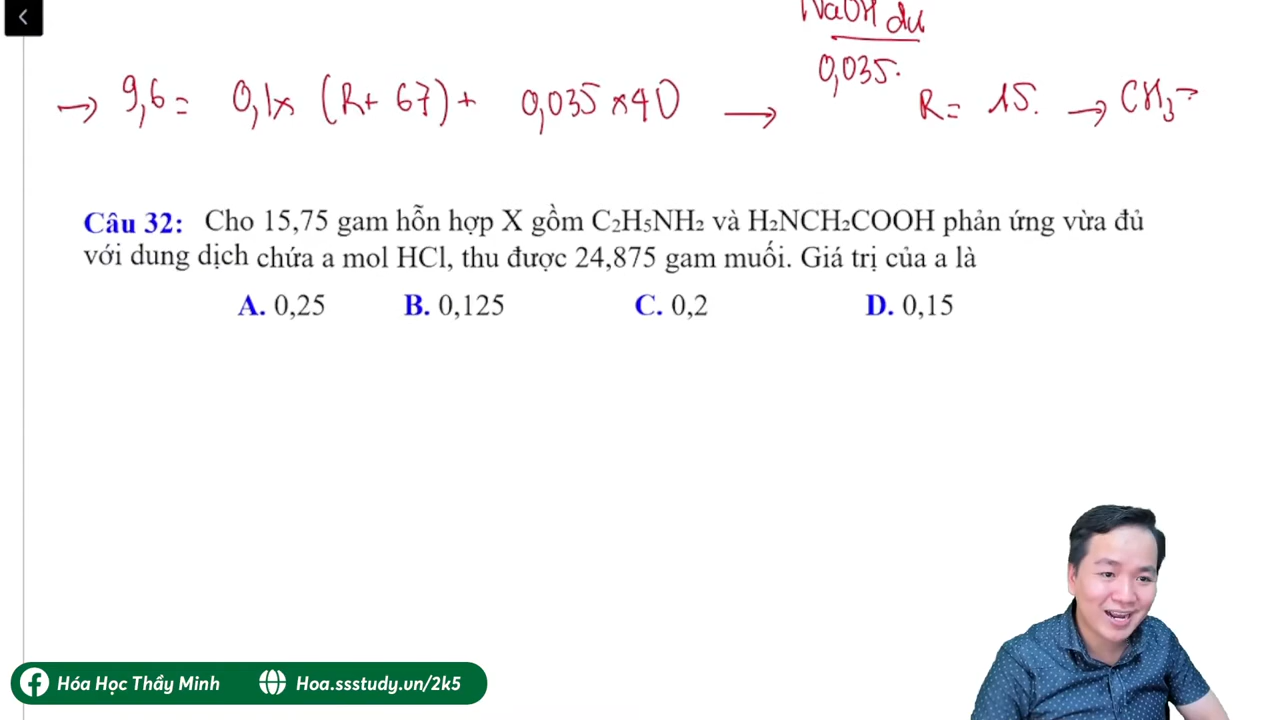 NaOH dư
0,035.
→ 9,6 = 0,1 x (R + 67) + 0,035 x 40 → R = 15. → CH₃-
Câu 32: Cho 15,75 gam hỗn hợp X gồm C₂H₅NH₂ và H₂NCH₂COOH phản ứng vừa đủ
với dung dịch chứa a mol HCl, thu được 24,875 gam muối. Giá trị của a là
A. 0,25 B. 0,125 C. 0,2 D. 0,15
Hóa Học Thầy Minh Hoa.ssstudy.vn/2k5